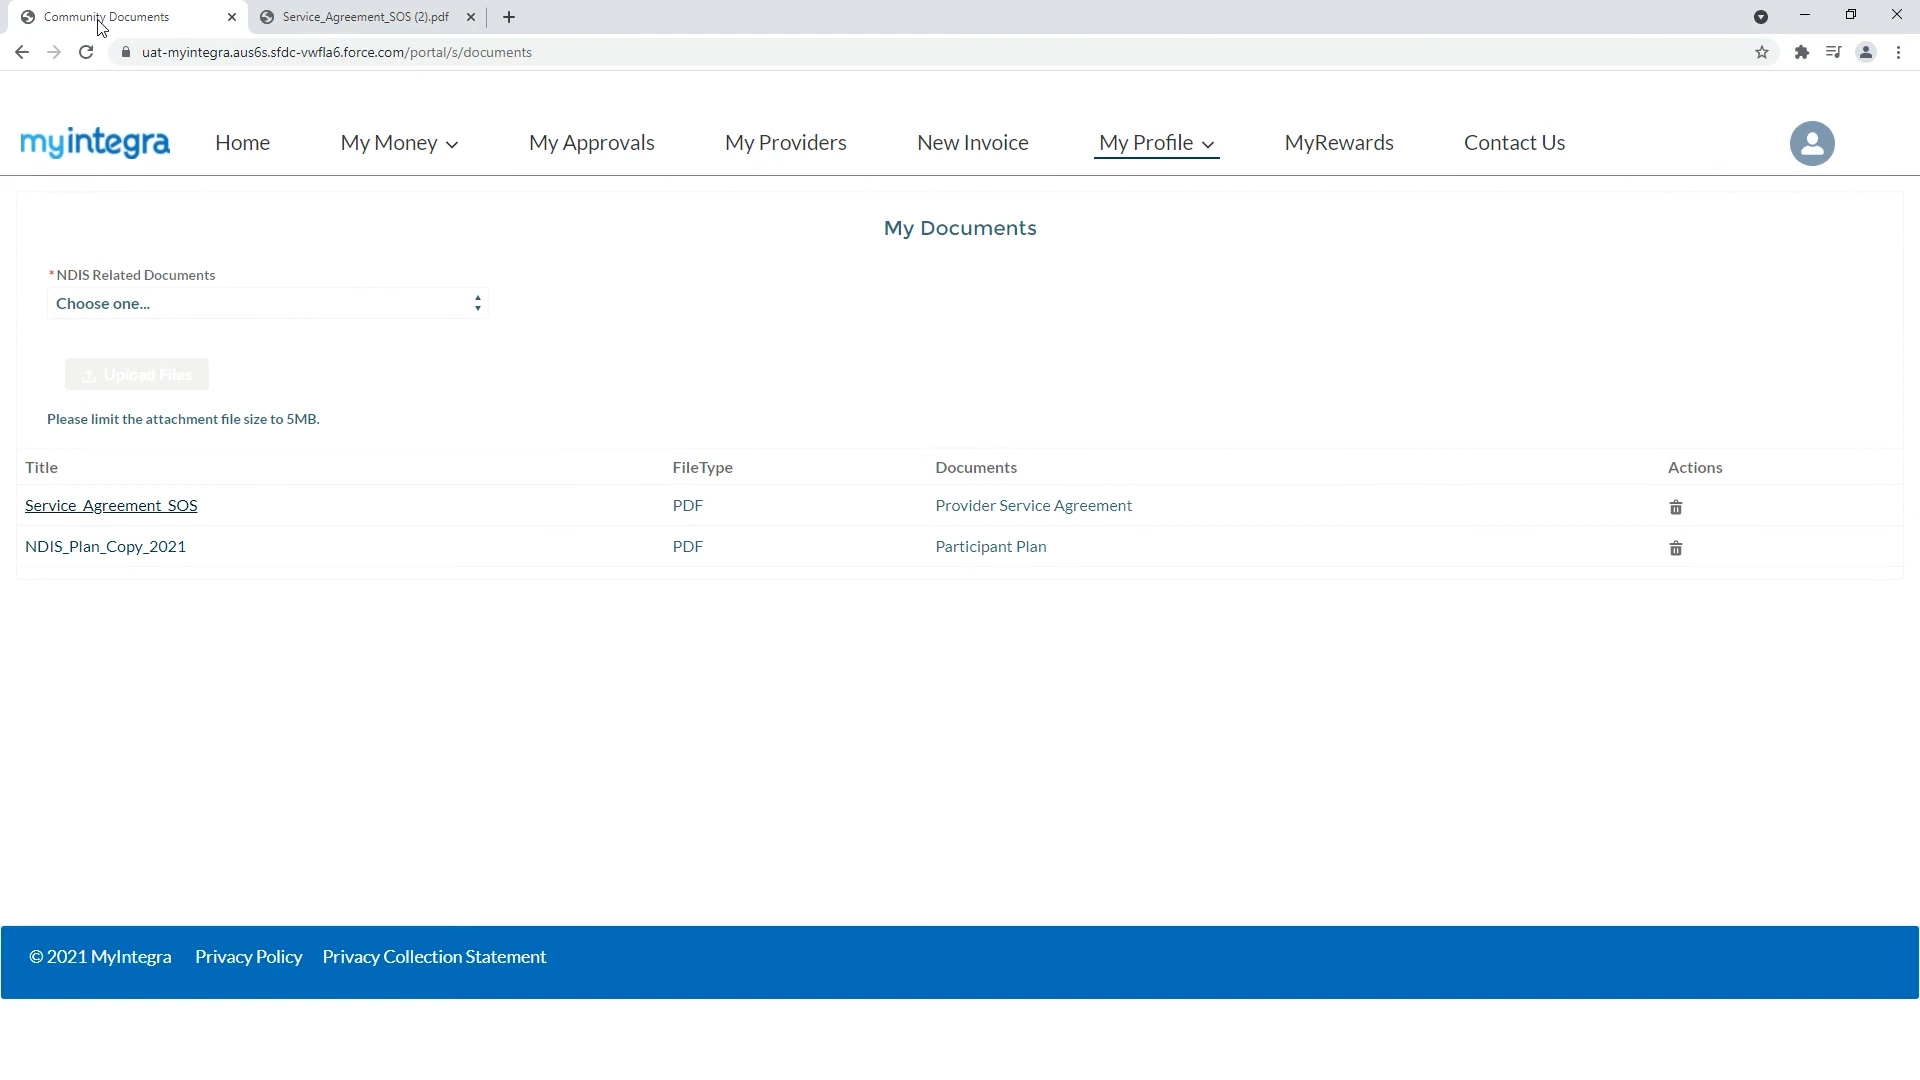 Community Documents
Service_Agreement_SOS (2).pdf
uat-myintegra.aus6s.sfdc-vwfla6.force.com/portal/s/documents
myintegra
Home
My Money
My Approvals
My Providers
New Invoice
My Profile
MyRewards
Contact Us
My Documents
*NDIS Related Documents
Choose one...
Upload Files
Please limit the attachment file size to 5MB.
Title FileType Documents Actions
Service_Agreement_SOS PDF Provider Service Agreement
NDIS_Plan_Copy_2021 PDF Participant Plan
© 2021 MyIntegra Privacy Policy Privacy Collection Statement